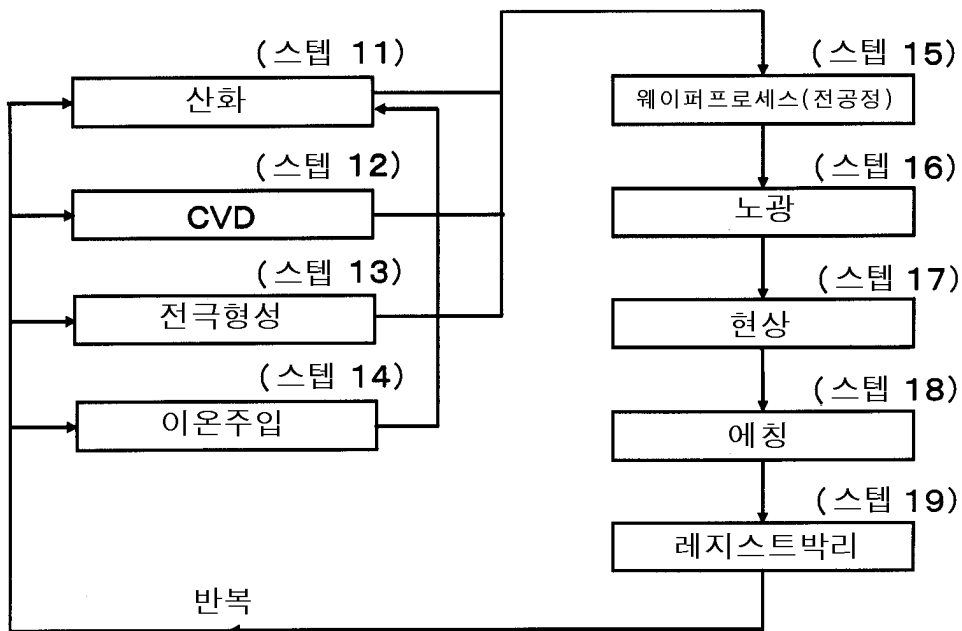 (스텝 11)
산화
(스텝 12)
CVD
(스텝 13)
전극형성
(스텝 14)
이온주입
(스텝 15)
웨이퍼프로세스(전공정)
(스텝 16)
노광
(스텝 17)
현상
(스텝 18)
에칭
(스텝 19)
레지스트박리
반복